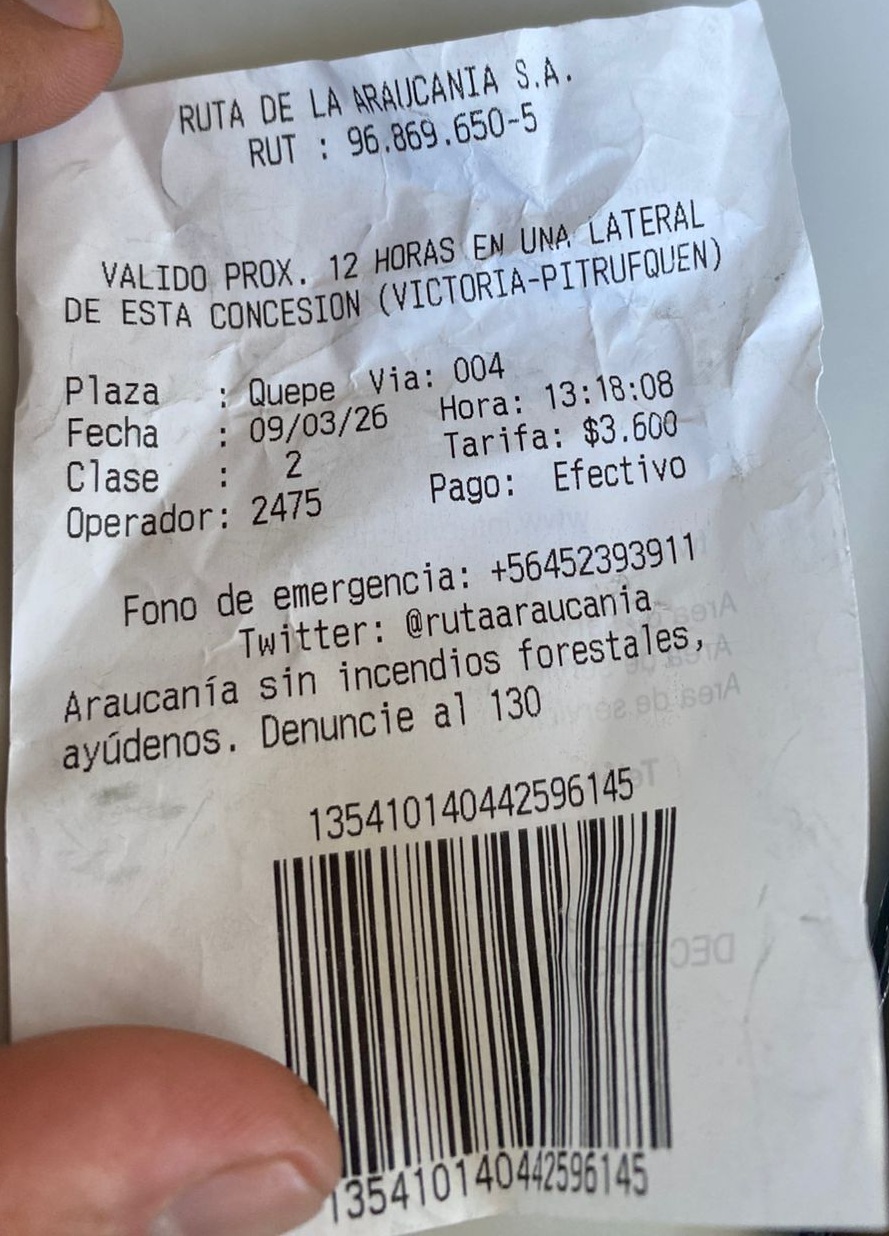 RUTA DE LA ARAUCANIA S.A.
RUT : 96.869.650-5
VALIDO PROX. 12 HORAS EN UNA LATERAL
DE ESTA CONCESION (VICTORIA-PITRUFQUEN)
Plaza : Quepe Via: 004
Fecha : 09/03/26 Hora: 13:18:08
Clase : 2 Tarifa: $3.600
Operador: 2475 Pago: Efectivo
Fono de emergencia: +56452393911
Twitter: @rutaaraucania
Araucanía sin incendios forestales,
ayúdenos. Denuncie al 130
135410140442596145
135410140442596145